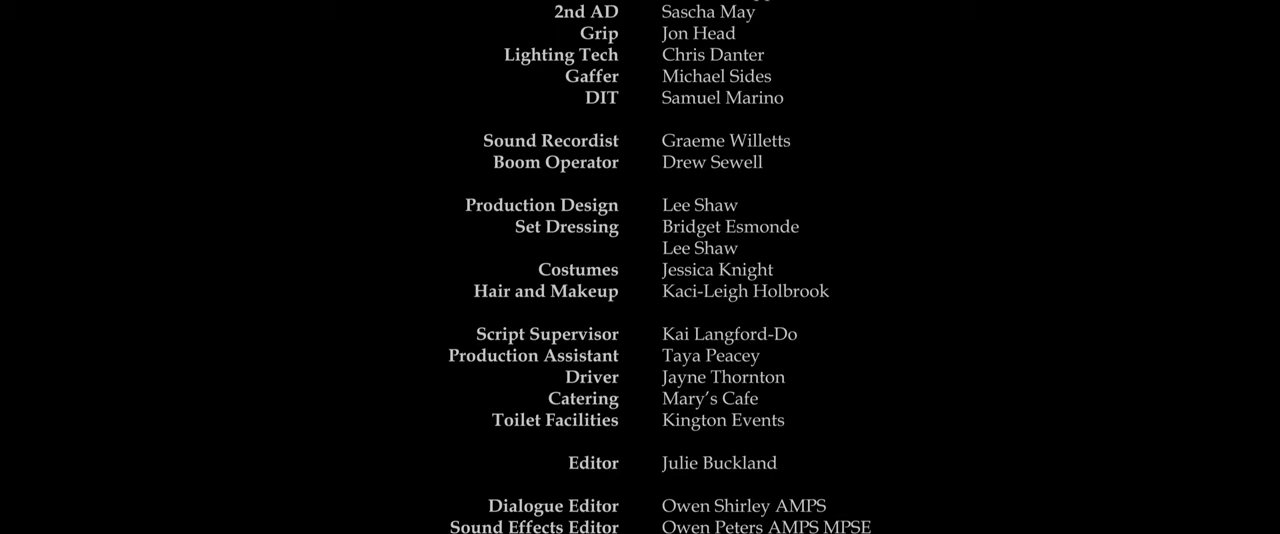 2nd AD Sascha May
Grip Jon Head
Lighting Tech Chris Danter
Gaffer Michael Sides
DIT Samuel Marino
Sound Recordist Graeme Willetts
Boom Operator Drew Sewell
Production Design Lee Shaw
Set Dressing Bridget Esmonde
Lee Shaw
Costumes Jessica Knight
Hair and Makeup Kaci-Leigh Holbrook
Script Supervisor Kai Langford-Do
Production Assistant Taya Peacey
Driver Jayne Thornton
Catering Mary’s Cafe
Toilet Facilities Kington Events
Editor Julie Buckland
Dialogue Editor Owen Shirley AMPS
Sound Effects Editor Owen Peters AMPS MPSE